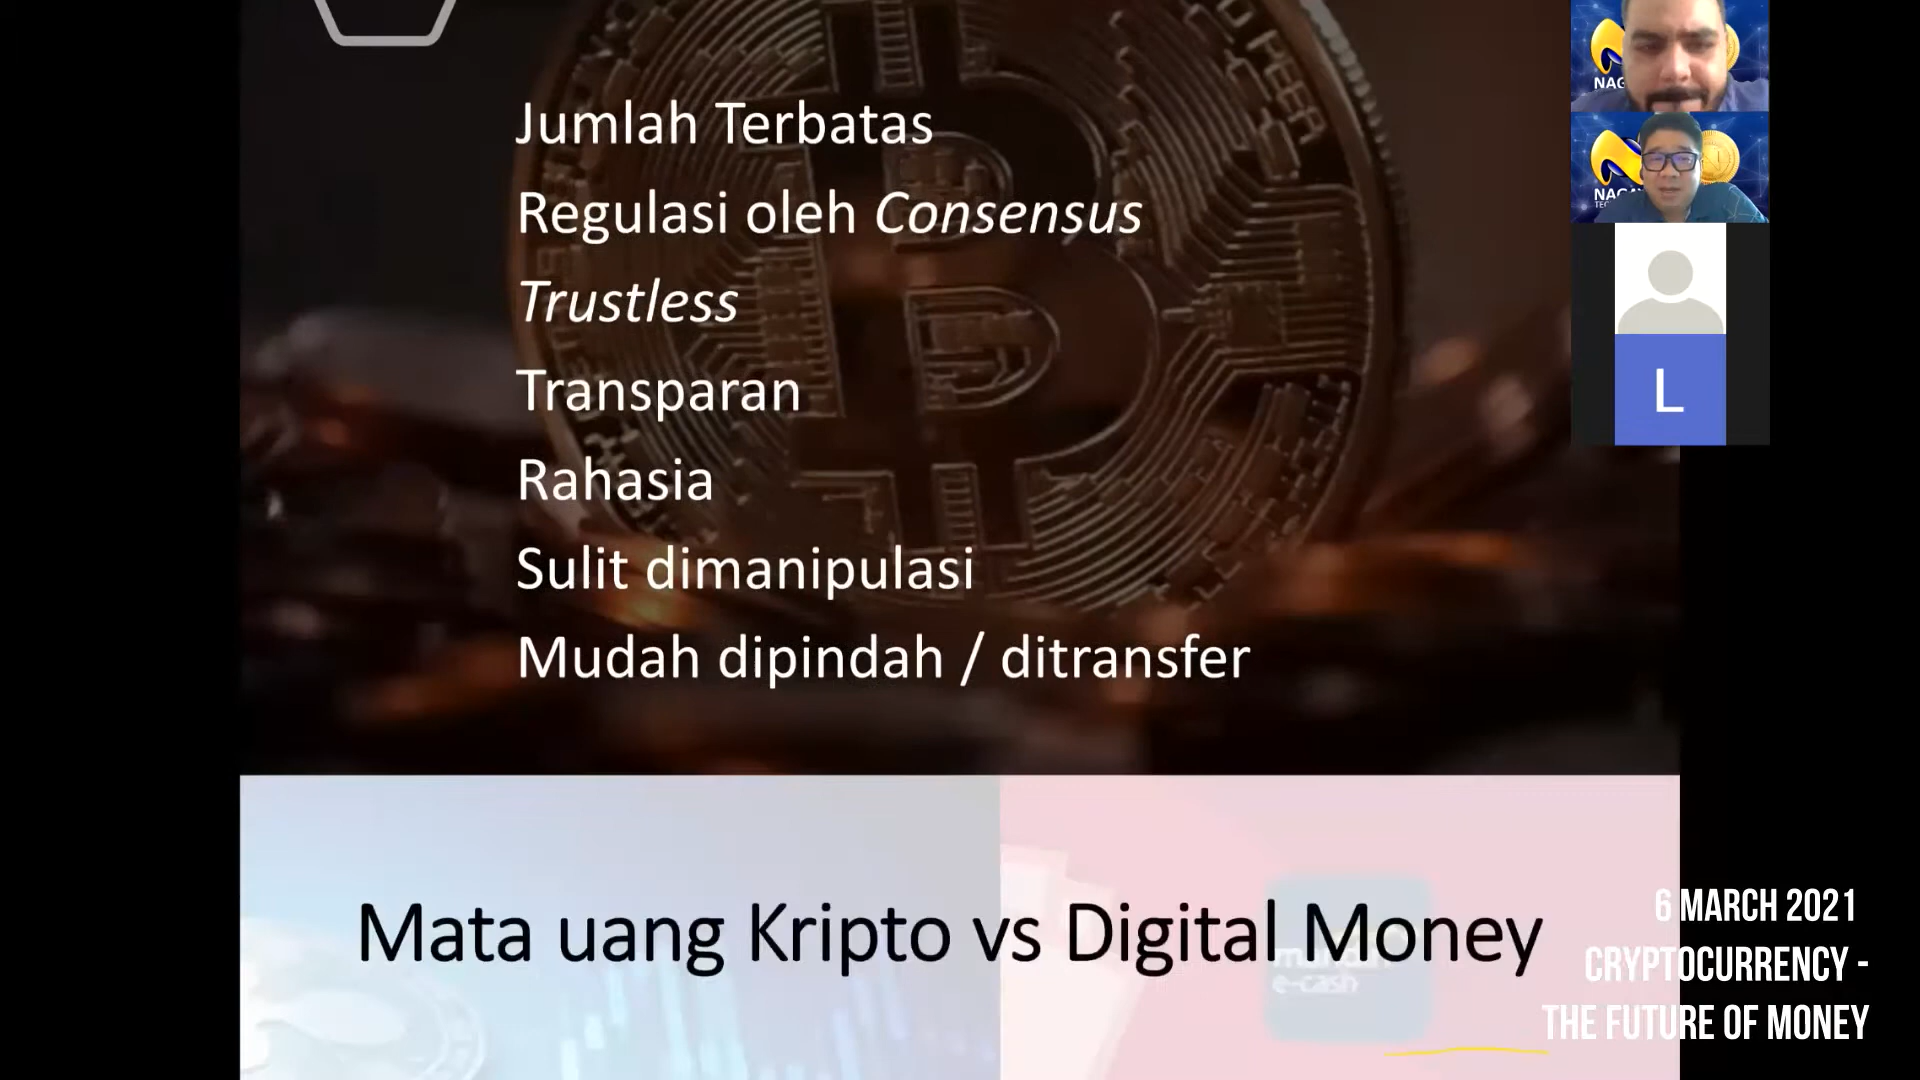 Jumlah Terbatas
Regulasi oleh Consensus
Trustless
Transparan
Rahasia
Sulit dimanipulasi
Mudah dipindah / ditransfer
Mata uang Kripto vs Digital Money
e-cash
L
6 MARCH 2021
CRYPTOCURRENCY -
THE FUTURE OF MONEY